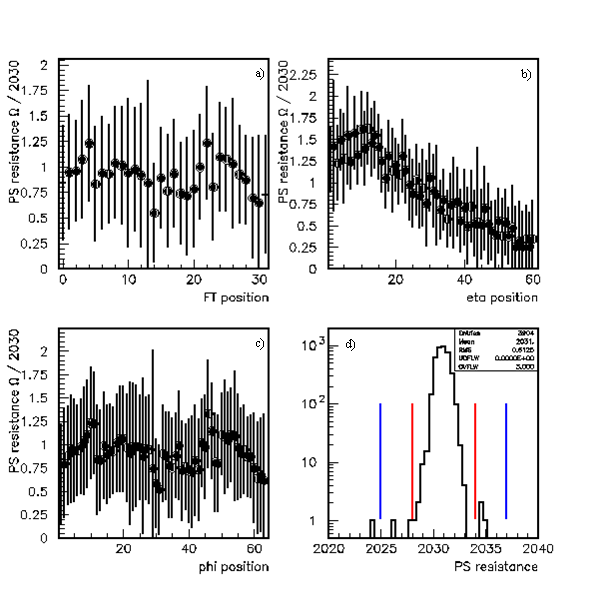 PS resistance Ω / 2030
2
1.75
1.5
1.25
1
0.75
0.5
0.25
0
a)
0
10
20
30
FT position
PS resistance Ω / 2030
2.25
2
1.75
1.5
1.25
1
0.75
0.5
0.25
0
b)
20
40
60
eta position
PS resistance Ω / 2030
2
1.75
1.5
1.25
1
0.75
0.5
0.25
0
c)
20
40
60
phi position
10³
10²
10
1
d)
Entries 3904
Mean 2031.
RMS 0.6126
UDFLW 0.0000E+00
OVFLW 3.000
2020
2025
2030
2035
2040
PS resistance